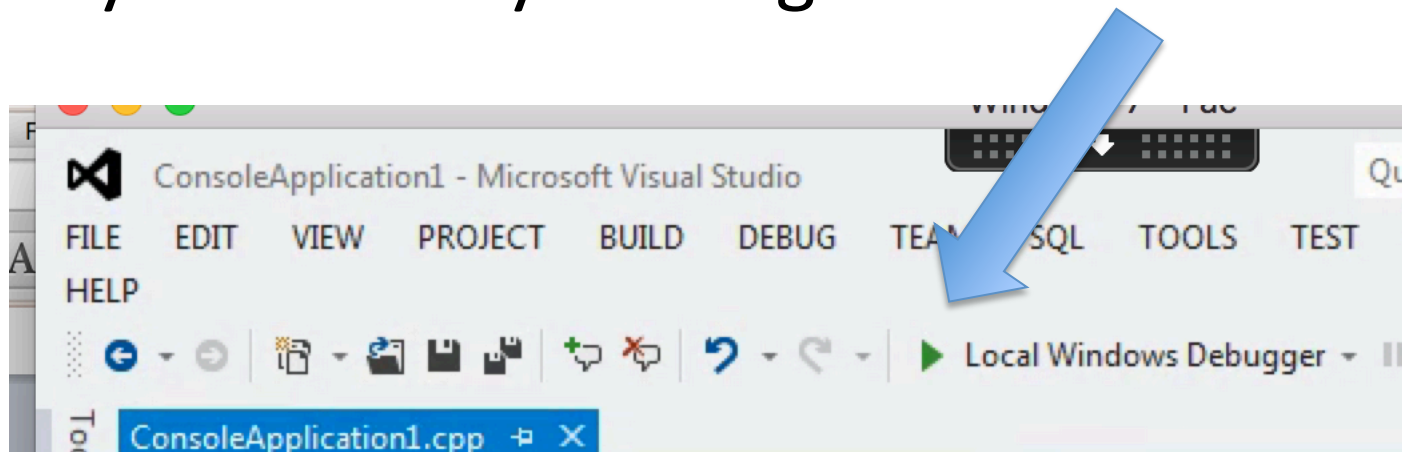 ConsoleApplication1 - Microsoft Visual Studio
Qu
FILE EDIT VIEW PROJECT BUILD DEBUG SQL TOOLS TEST
A
HELP
Local Windows Debugger
ConsoleApplication1.cpp